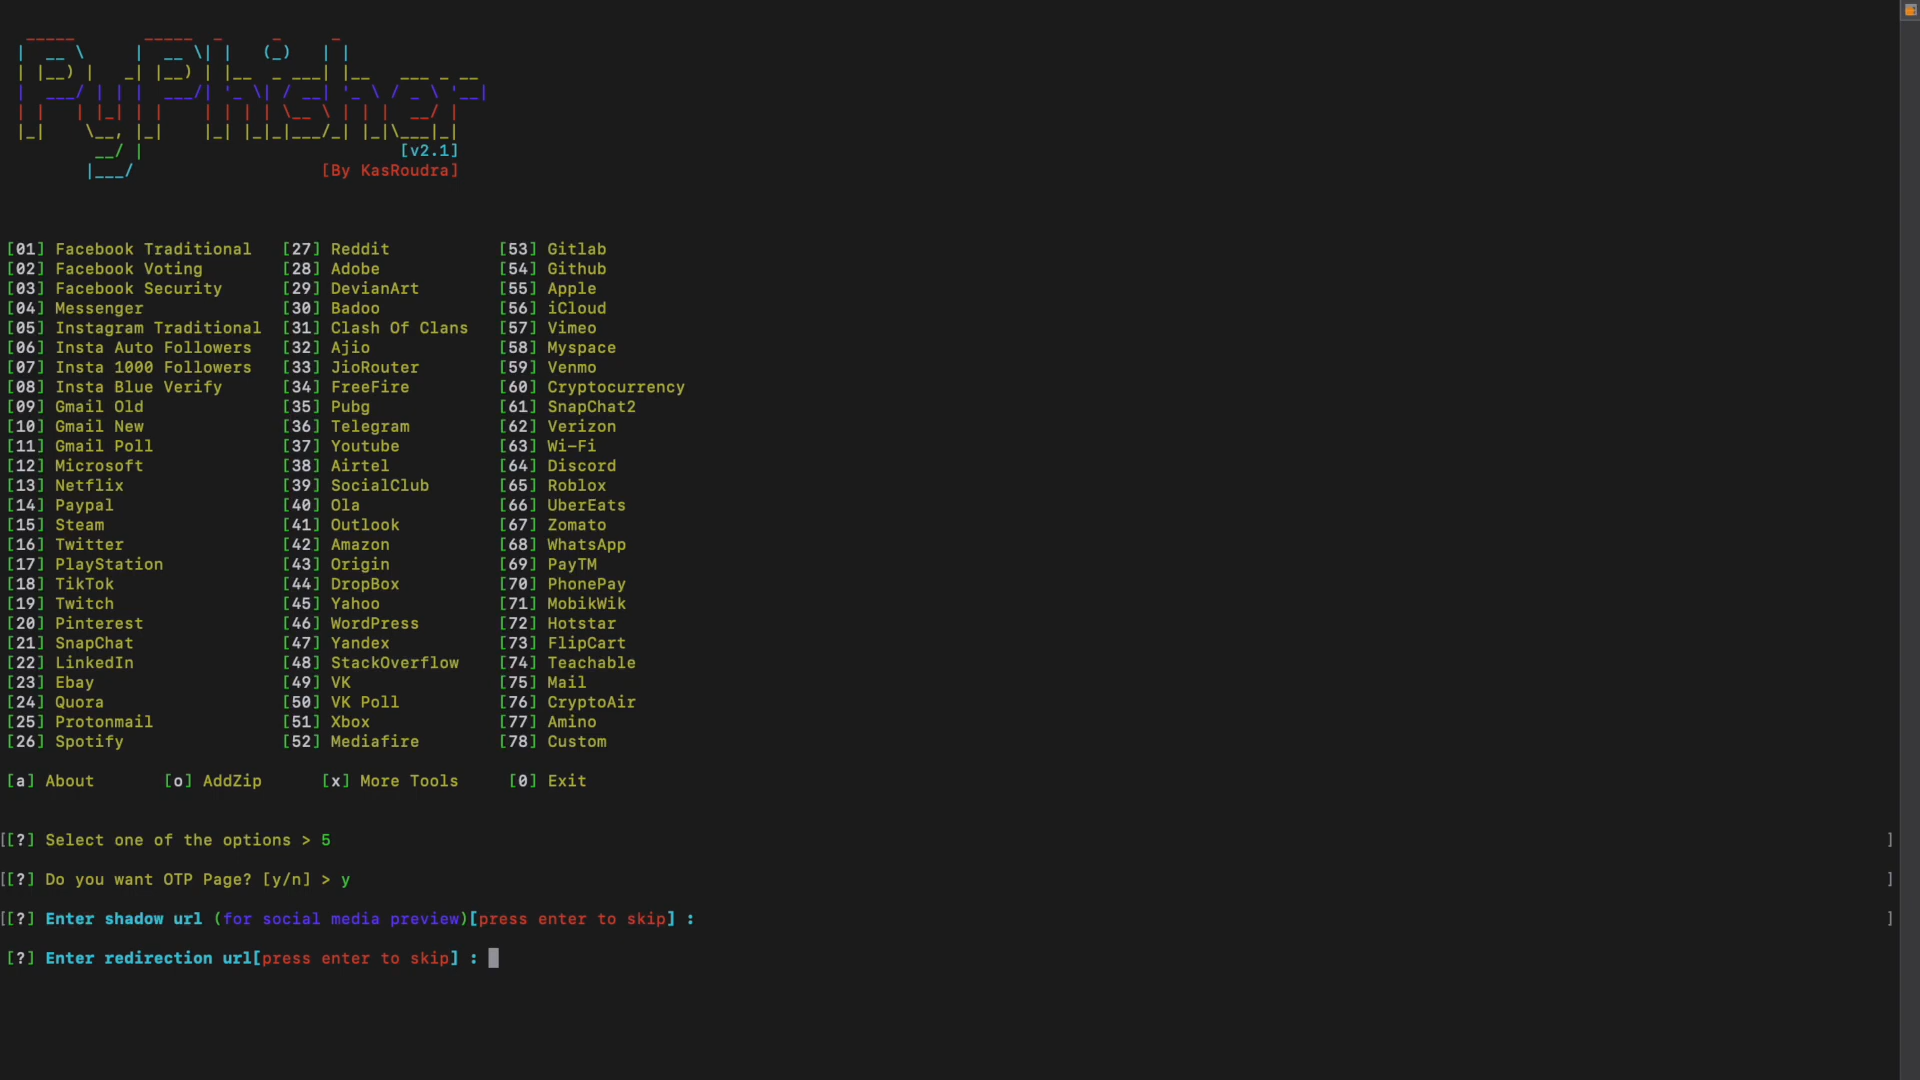 [v2.1]
[By KasRoudra]
[01] Facebook Traditional [27] Reddit [53] Gitlab
[02] Facebook Voting [28] Adobe [54] Github
[03] Facebook Security [29] DevianArt [55] Apple
[04] Messenger [30] Badoo [56] iCloud
[05] Instagram Traditional [31] Clash Of Clans [57] Vimeo
[06] Insta Auto Followers [32] Ajio [58] Myspace
[07] Insta 1000 Followers [33] JioRouter [59] Venmo
[08] Insta Blue Verify [34] FreeFire [60] Cryptocurrency
[09] Gmail Old [35] Pubg [61] SnapChat2
[10] Gmail New [36] Telegram [62] Verizon
[11] Gmail Poll [37] Youtube [63] Wi-Fi
[12] Microsoft [38] Airtel [64] Discord
[13] Netflix [39] SocialClub [65] Roblox
[14] Paypal [40] Ola [66] UberEats
[15] Steam [41] Outlook [67] Zomato
[16] Twitter [42] Amazon [68] WhatsApp
[17] PlayStation [43] Origin [69] PayTM
[18] TikTok [44] DropBox [70] PhonePay
[19] Twitch [45] Yahoo [71] MobikWik
[20] Pinterest [46] WordPress [72] Hotstar
[21] SnapChat [47] Yandex [73] FlipCart
[22] LinkedIn [48] StackOverflow [74] Teachable
[23] Ebay [49] VK [75] Mail
[24] Quora [50] VK Poll [76] CryptoAir
[25] Protonmail [51] Xbox [77] Amino
[26] Spotify [52] Mediafire [78] Custom
[a] About [o] AddZip [x] More Tools [0] Exit
[[?] Select one of the options > 5 ]
[[?] Do you want OTP Page? [y/n] > y ]
[[?] Enter shadow url (for social media preview)[press enter to skip] : ]
[?] Enter redirection url[press enter to skip] :